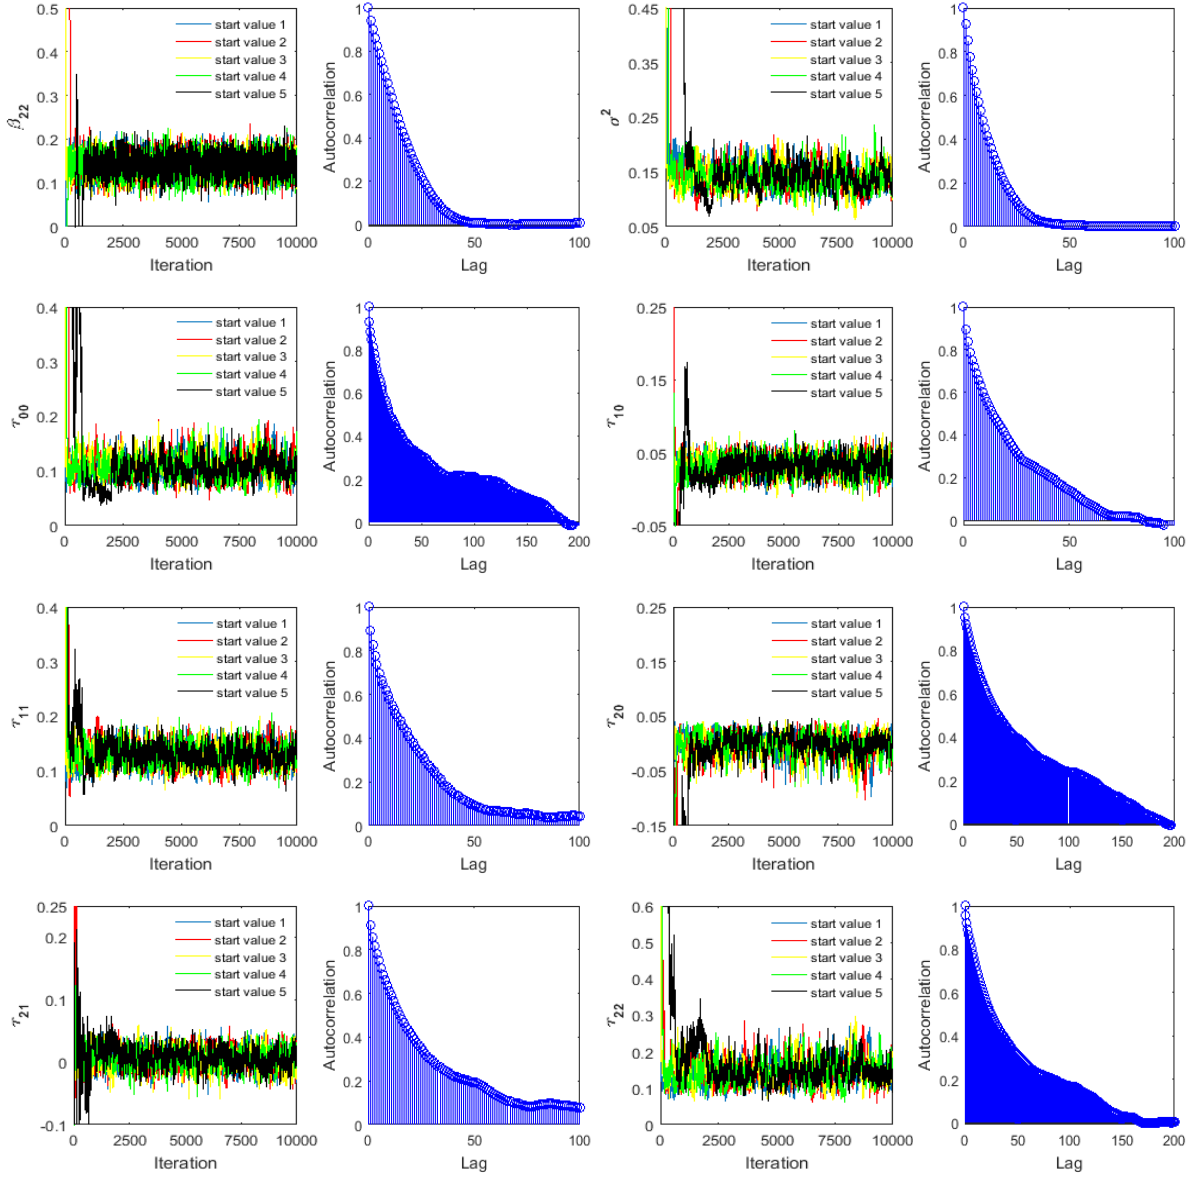 0.5
0.4
0.3
0.2
0.1
0
β22
0 2500 5000 7500 10000
Iteration
start value 1
start value 2
start value 3
start value 4
start value 5
1
0.8
0.6
0.4
0.2
0
Autocorrelation
0 50 100
Lag
0.45
0.35
0.25
0.15
0.05
σ2
0 2500 5000 7500 10000
Iteration
start value 1
start value 2
start value 3
start value 4
start value 5
1
0.8
0.6
0.4
0.2
0
Autocorrelation
0 50 100
Lag
0.4
0.3
0.2
0.1
0
τ00
0 2500 5000 7500 10000
Iteration
start value 1
start value 2
start value 3
start value 4
start value 5
1
0.8
0.6
0.4
0.2
0
Autocorrelation
0 50 100 150 200
Lag
0.25
0.15
0.05
-0.05
τ10
0 2500 5000 7500 10000
Iteration
start value 1
start value 2
start value 3
start value 4
start value 5
1
0.8
0.6
0.4
0.2
0
Autocorrelation
0 50 100
Lag
0.4
0.3
0.2
0.1
0
τ11
0 2500 5000 7500 10000
Iteration
start value 1
start value 2
start value 3
start value 4
start value 5
1
0.8
0.6
0.4
0.2
0
Autocorrelation
0 50 100
Lag
0.25
0.15
0.05
-0.05
-0.15
τ20
0 2500 5000 7500 10000
Iteration
start value 1
start value 2
start value 3
start value 4
start value 5
1
0.8
0.6
0.4
0.2
0
Autocorrelation
0 50 100 150 200
Lag
0.25
0.2
0.1
0
-0.1
τ21
0 2500 5000 7500 10000
Iteration
start value 1
start value 2
start value 3
start value 4
start value 5
1
0.8
0.6
0.4
0.2
0
Autocorrelation
0 50 100
Lag
0.6
0.5
0.4
0.3
0.2
0.1
0
τ22
0 2500 5000 7500 10000
Iteration
start value 1
start value 2
start value 3
start value 4
start value 5
1
0.8
0.6
0.4
0.2
0
Autocorrelation
0 50 100 150 200
Lag